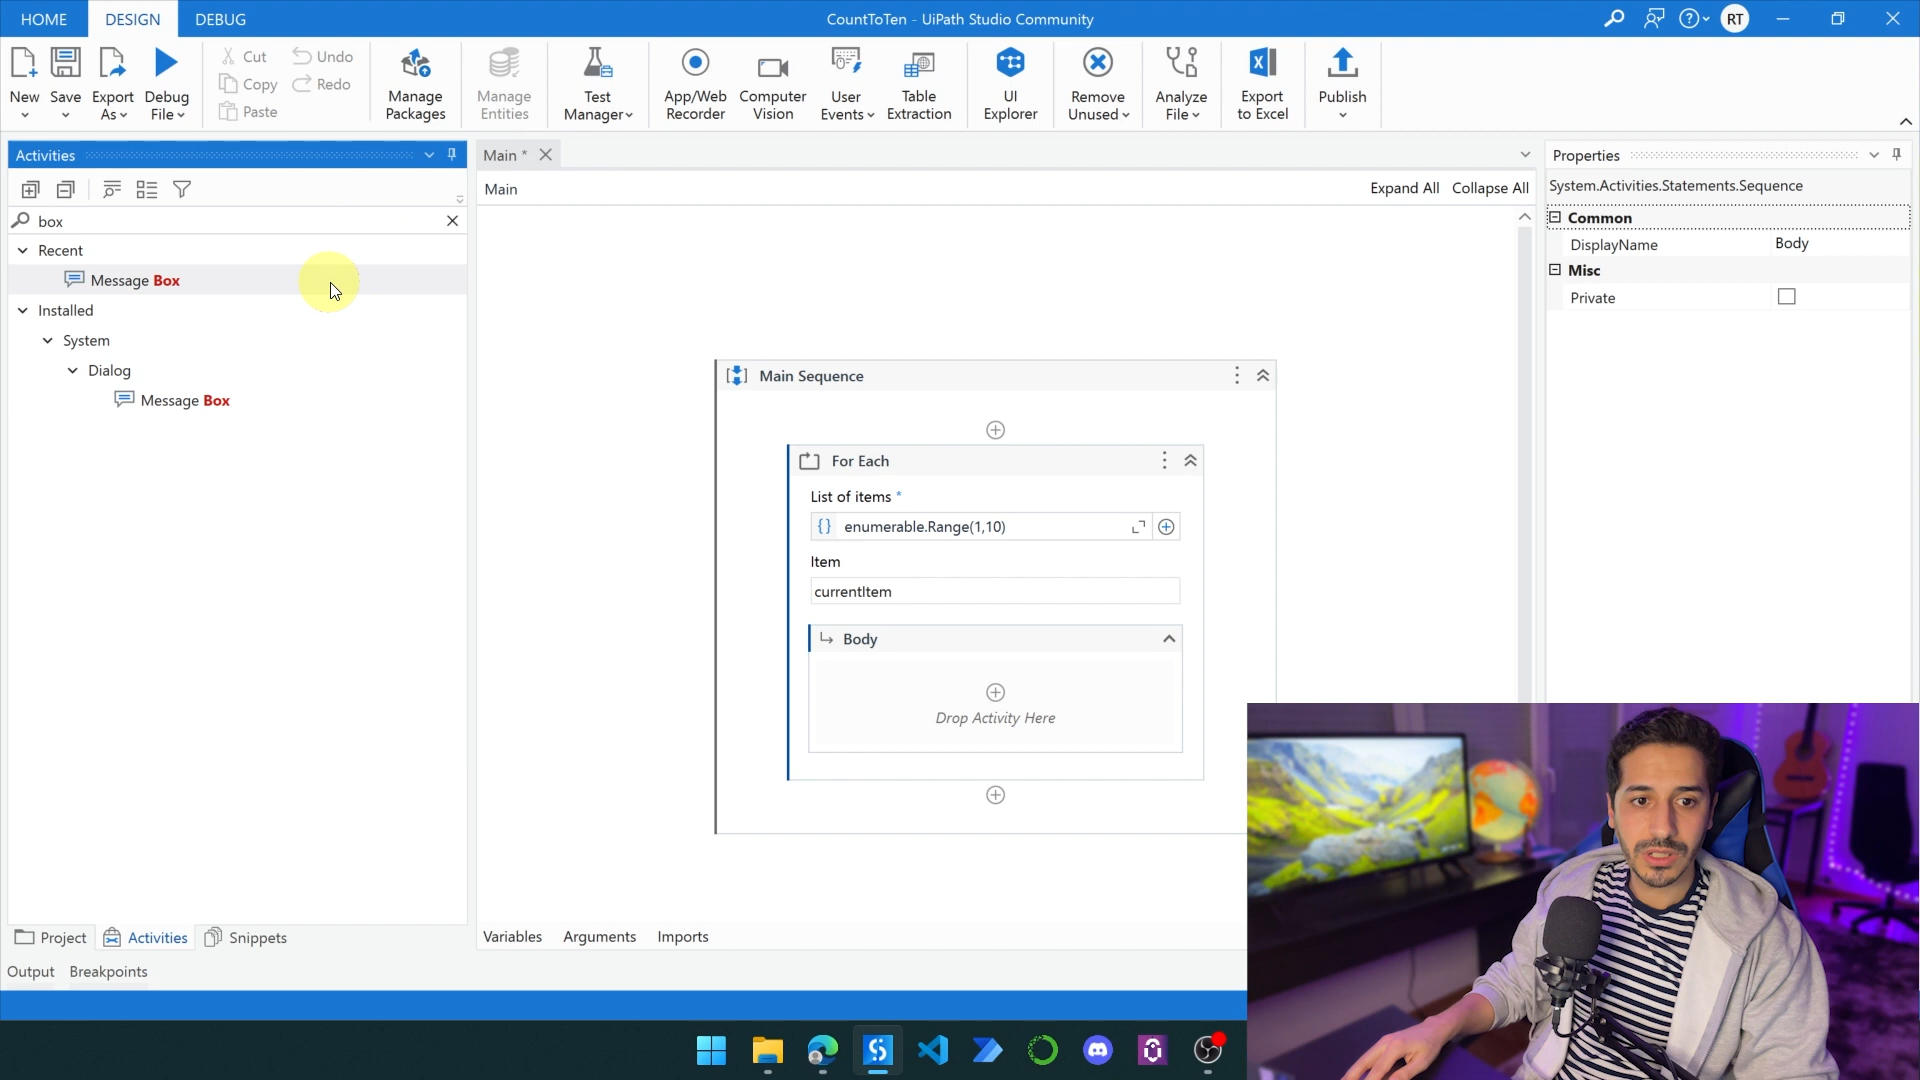 HOME DESIGN DEBUG CountToTen - UiPath Studio Community RT
New Save Export As Debug File
Cut Copy Paste Undo Redo
Manage Packages
Manage Entities
Test Manager
App/Web Recorder
Computer Vision
User Events
Table Extraction
UI Explorer
Remove Unused
Analyze File
Export to Excel
Publish
Activities
box
Recent
Message Box
Installed
System
Dialog
Message Box
Project Activities Snippets
Main *
Main Expand All Collapse All
Main Sequence
For Each
List of items *
{} enumerable.Range(1,10)
Item
currentItem
Body
Drop Activity Here
Variables Arguments Imports
Properties
System.Activities.Statements.Sequence
Common
DisplayName Body
Misc
Private
Output Breakpoints